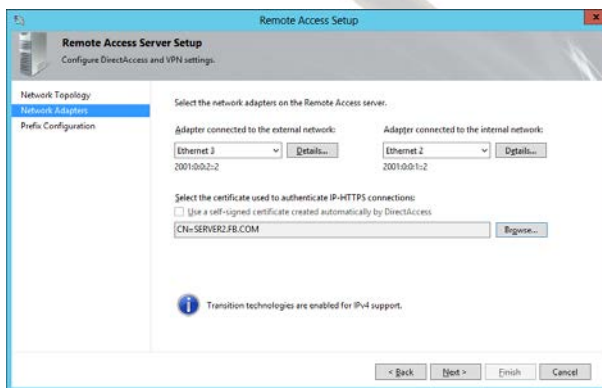 Remote Access Setup
x
Remote Access Server Setup
Configure DirectAccess and VPN settings.
Network Topology
Network Adapters
Prefix Configuration
Select the network adapters on the Remote Access server.
Adapter connected to the external network:
Adapter connected to the internal network:
Ethernet 3
Details...
Ethernet 2
Details...
2001:0:0:2::2
2001:0:0:1::2
Select the certificate used to authenticate IP-HTTPS connections:
Use a self-signed certificate created automatically by DirectAccess
CN=SERVER2.FB.COM
Browse...
Transition technologies are enabled for IPv4 support.
< Back
Next >
Finish
Cancel